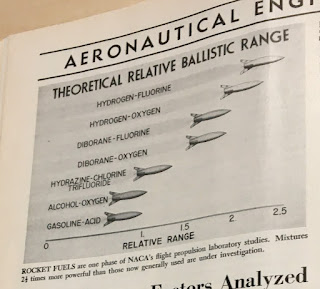 AERONAUTICAL ENGI
THEORETICAL RELATIVE BALLISTIC RANGE
HYDROGEN-FLUORINE
HYDROGEN-OXYGEN
DIBORANE-FLUORINE
DIBORANE-OXYGEN
HYDRAZINE-CHLORINE
TRIFLUORIDE
ALCOHOL-OXYGEN
GASOLINE-ACID
0 1. 1.5 2. 2.5
RELATIVE RANGE
ROCKET FUELS are one phase of NACA's flight propulsion laboratory studies. Mixtures
2½ times more powerful than those now generally used are under investigation.
Factors Analyzed